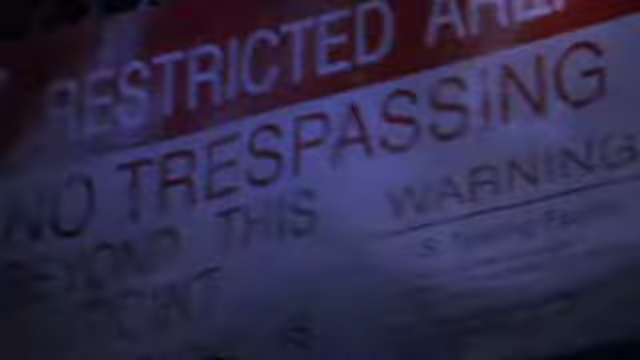 RESTRICTED AREA
NO TRESPASSING
BEYOND THIS
POINT
WARNING